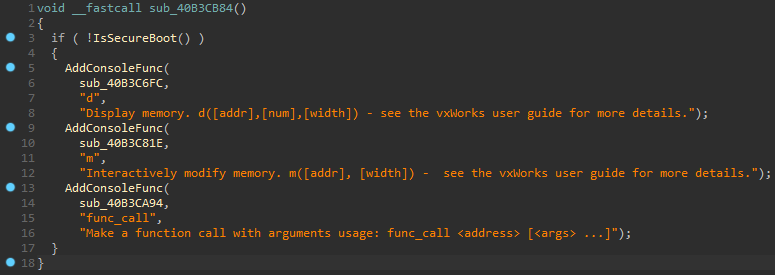 1 void __fastcall sub_40B3CB84()
2 {
3   if ( !IsSecureBoot() )
4   {
5     AddConsoleFunc(
6       sub_40B3C6FC,
7       "d",
8       "Display memory. d([addr],[num],[width]) - see the vxWorks user guide for more details.");
9     AddConsoleFunc(
10       sub_40B3C81E,
11       "m",
12       "Interactively modify memory. m([addr], [width]) -  see the vxWorks user guide for more details.");
13     AddConsoleFunc(
14       sub_40B3CA94,
15       "func_call",
16       "Make a function call with arguments usage: func_call <address> [<args> ...]");
17   }
18 }